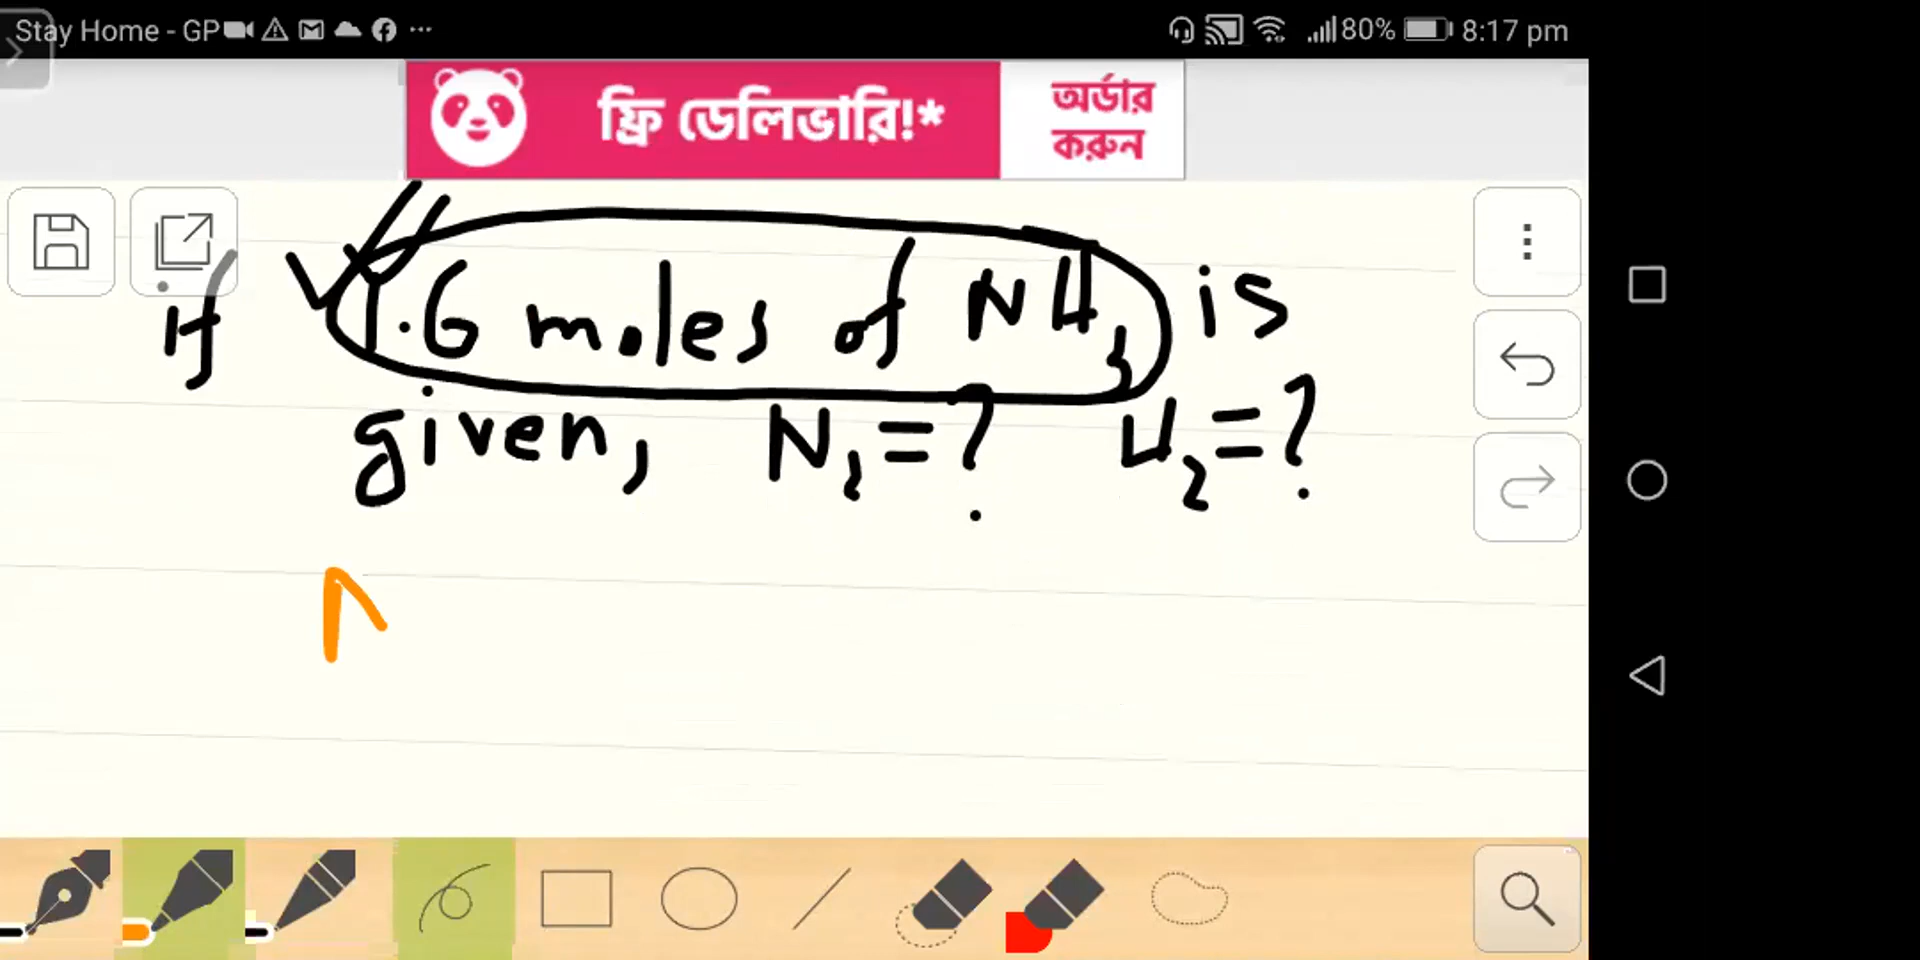 Stay Home - GP
80% 8:17 pm
ফ্রি ডেলিভারি!* অর্ডার
করুন
if 1.6 moles of NH3 is
given, N2=? H2=?